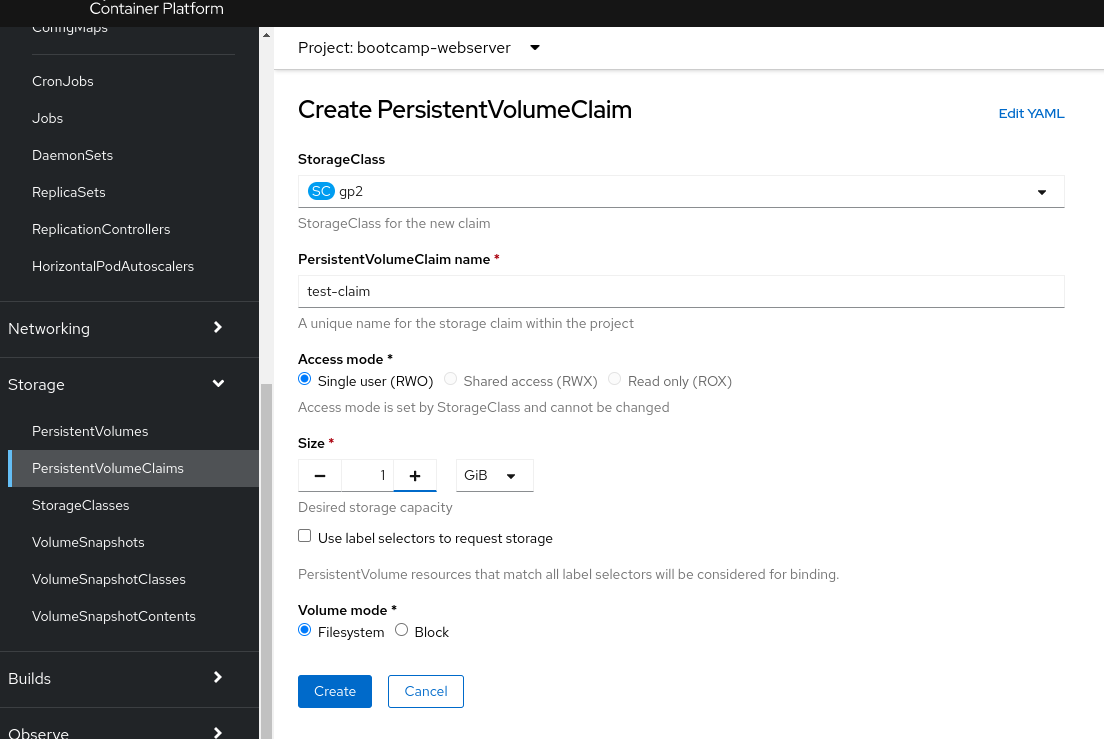 Container Platform
ConfigMaps
CronJobs
Jobs
DaemonSets
ReplicaSets
ReplicationControllers
HorizontalPodAutoscalers
Networking
Storage
PersistentVolumes
PersistentVolumeClaims
StorageClasses
VolumeSnapshots
VolumeSnapshotClasses
VolumeSnapshotContents
Builds
Observe
Project: bootcamp-webserver
Create PersistentVolumeClaim
Edit YAML
StorageClass
SC gp2
StorageClass for the new claim
PersistentVolumeClaim name *
test-claim
A unique name for the storage claim within the project
Access mode *
Single user (RWO) Shared access (RWX) Read only (ROX)
Access mode is set by StorageClass and cannot be changed
Size *
− 1 + GiB
Desired storage capacity
Use label selectors to request storage
PersistentVolume resources that match all label selectors will be considered for binding.
Volume mode *
Filesystem Block
Create Cancel